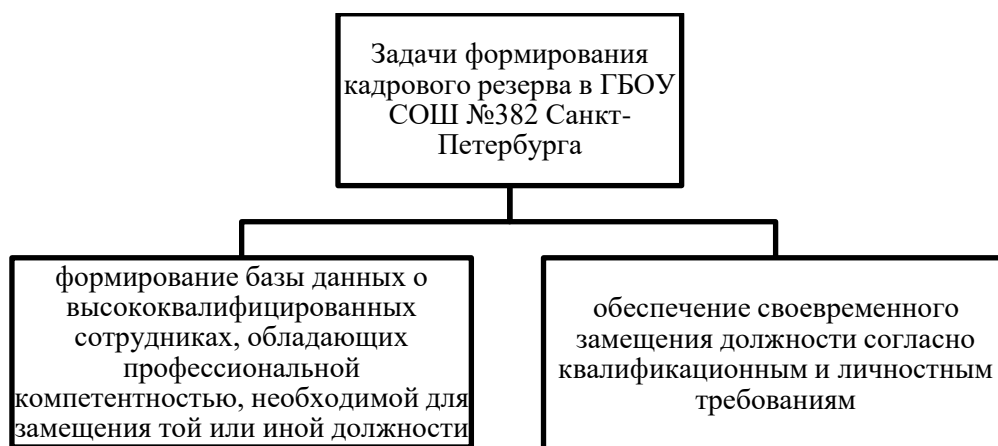 Задачи формирования
кадрового резерва в ГБОУ
СОШ №382 Санкт-
Петербурга
формирование базы данных о
высококвалифицированных
сотрудниках, обладающих
профессиональной
компетентностью, необходимой для
замещения той или иной должности
обеспечение своевременного
замещения должности согласно
квалификационным и личностным
требованиям